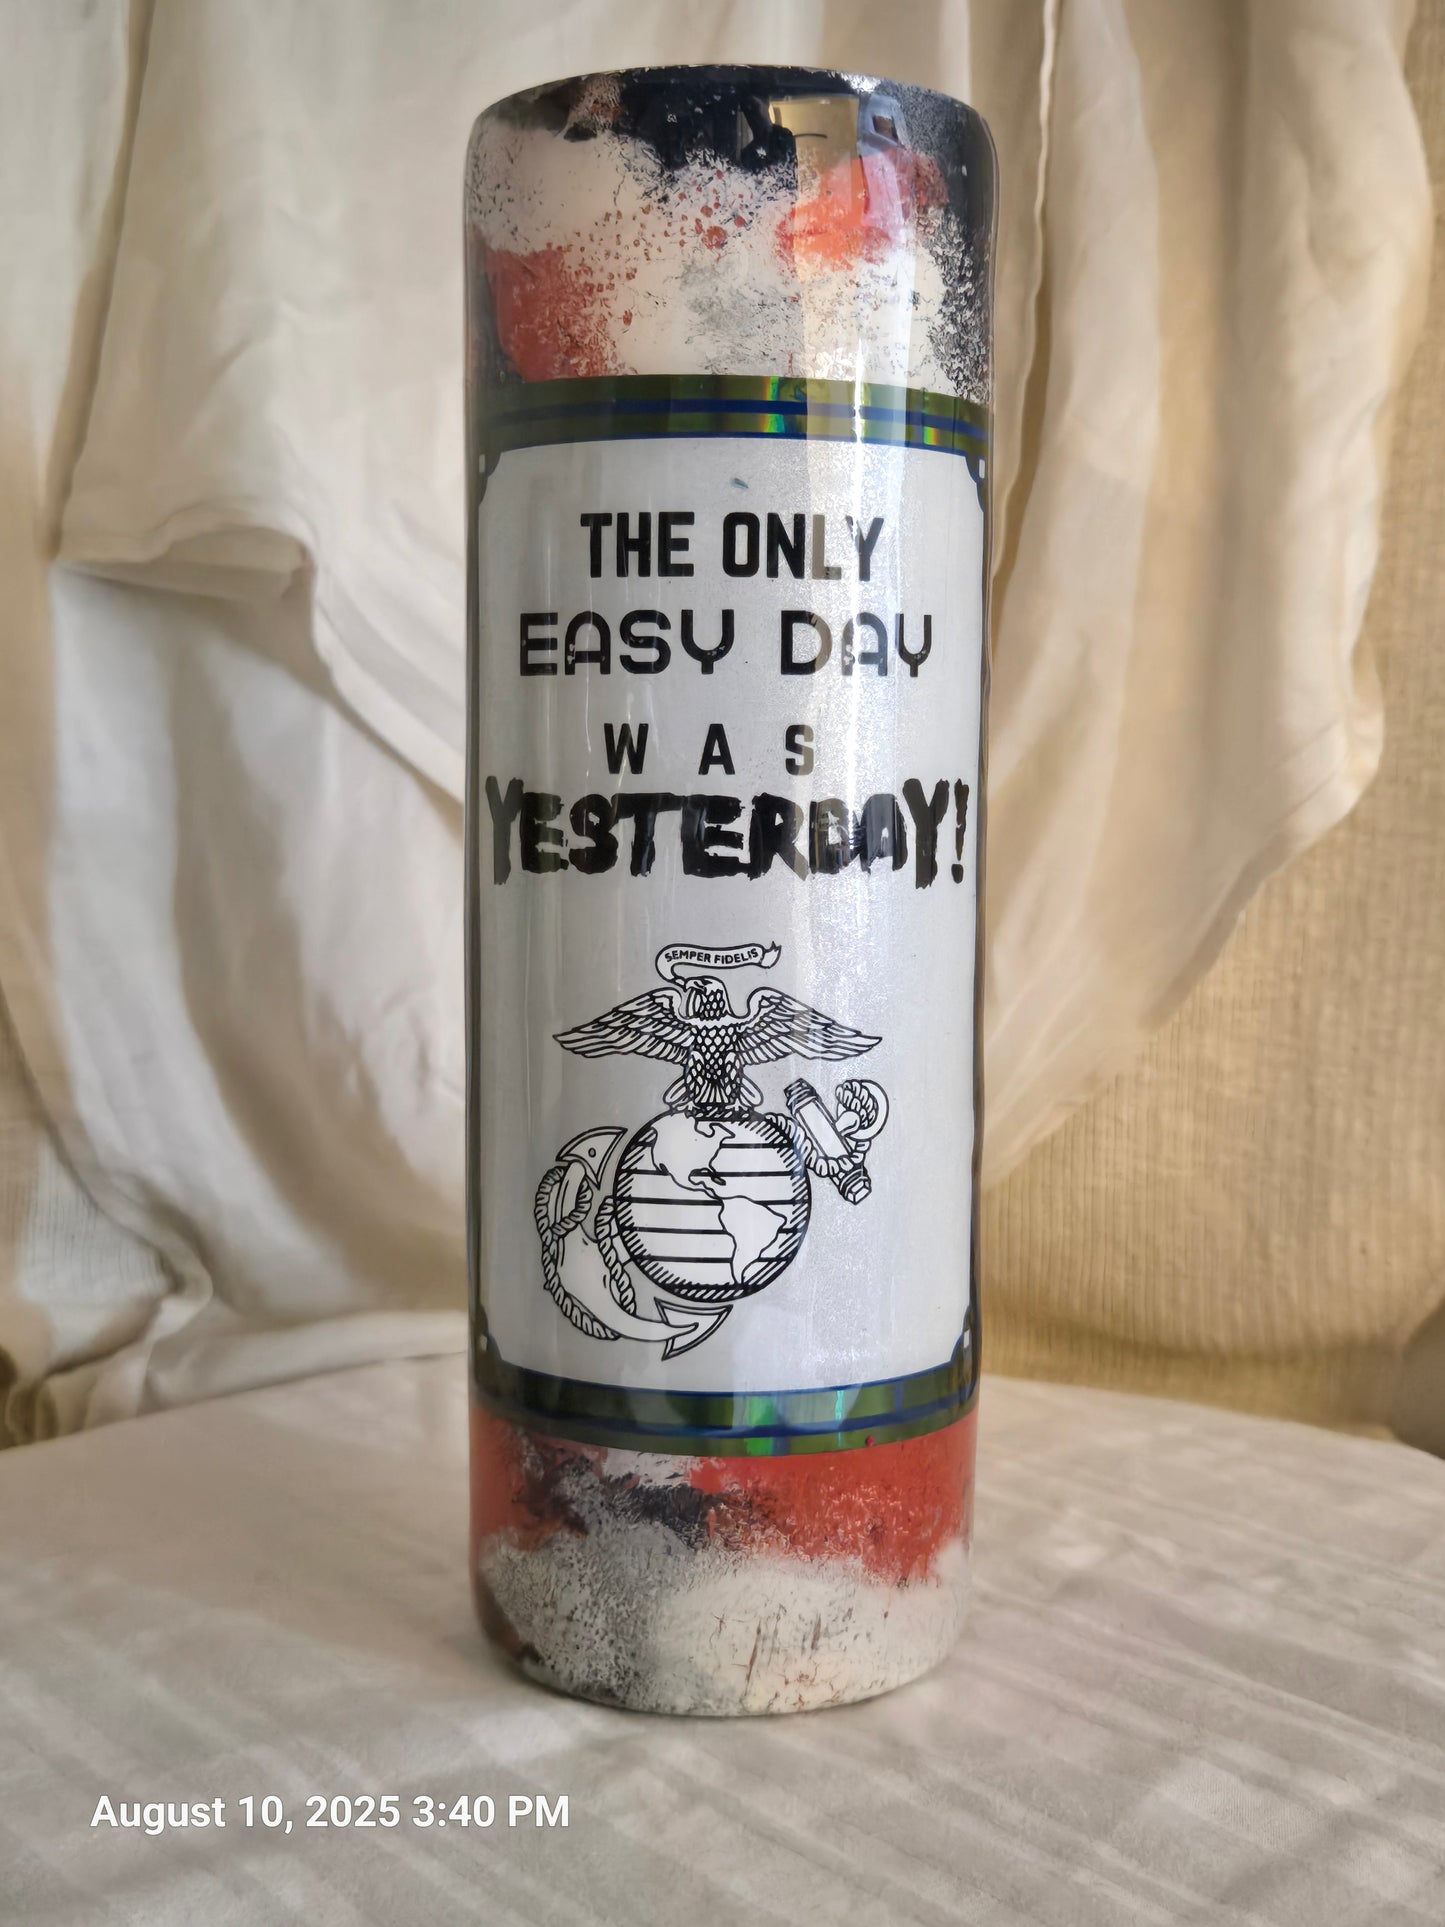 THE ONLY
EASY DAY
WAS
YESTERDAY!
SEMPER FIDELIS
August 10, 2025 3:40 PM